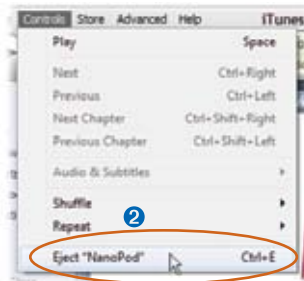 Controls Store Advanced Help iTunes
Play Space
Next Ctrl+Right
Previous Ctrl+Left
Next Chapter Ctrl+Shift+Right
Previous Chapter Ctrl+Shift+Left
Audio & Subtitles
Shuffle
Repeat
2
Eject "NanoPod" Ctrl+E